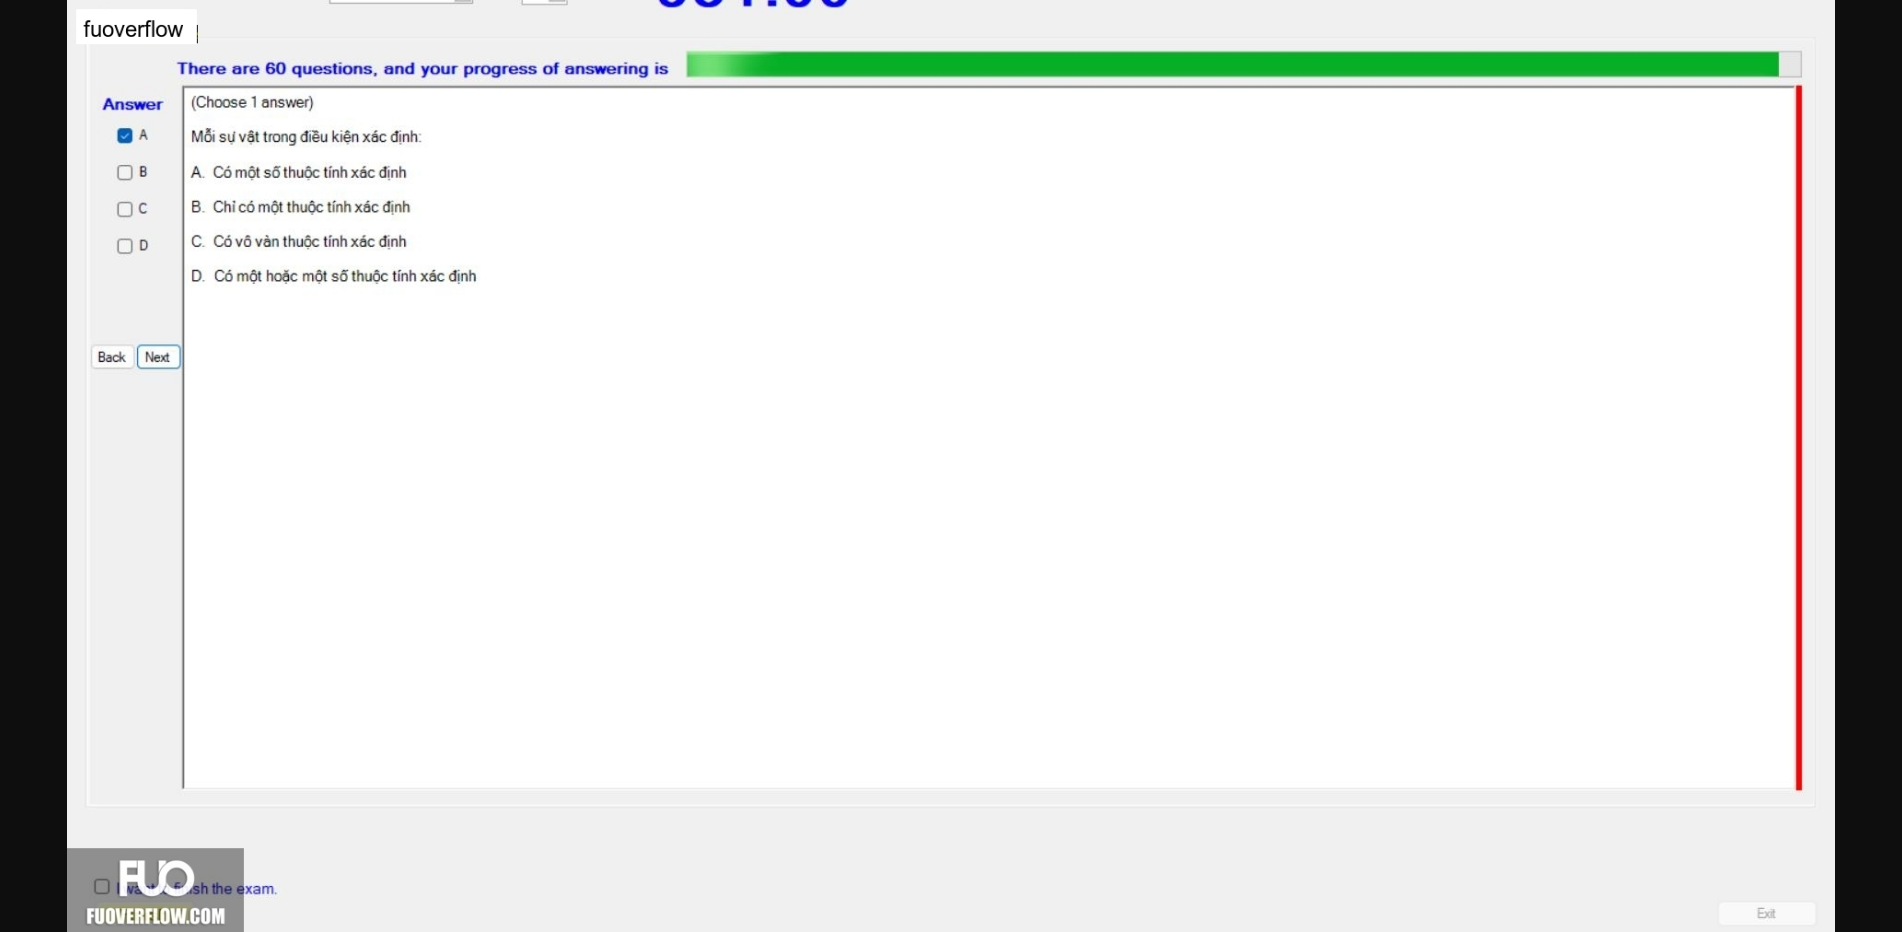 fuoverflow
There are 60 questions, and your progress of answering is
Answer
(Choose 1 answer)
A
Mỗi sự vật trong điều kiện xác định:
B
A. Có một số thuộc tính xác định
C
B. Chỉ có một thuộc tính xác định
D
C. Có vô vàn thuộc tính xác định
D. Có một hoặc một số thuộc tính xác định
Back Next
FUO
the exam.
FUOVERFLOW.COM
Exit